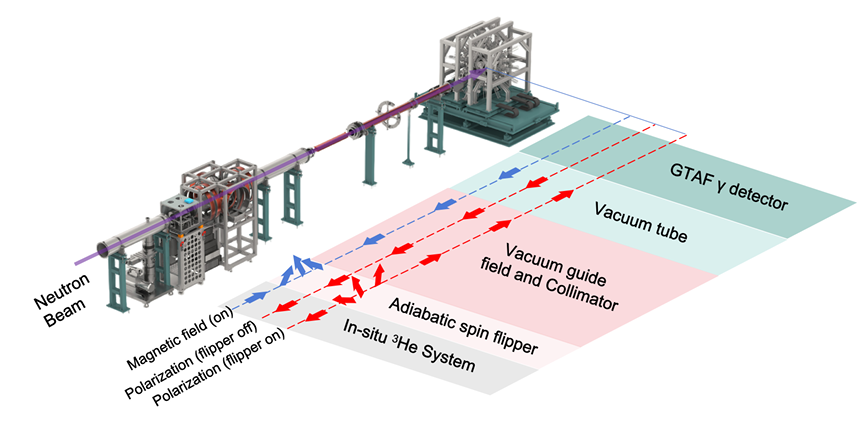 GTAF γ detector
Vacuum tube
Vacuum guide
field and Collimator
Adiabatic spin flipper
In-situ ³He System
Neutron
Beam
Magnetic field (on)
Polarization (flipper off)
Polarization (flipper on)